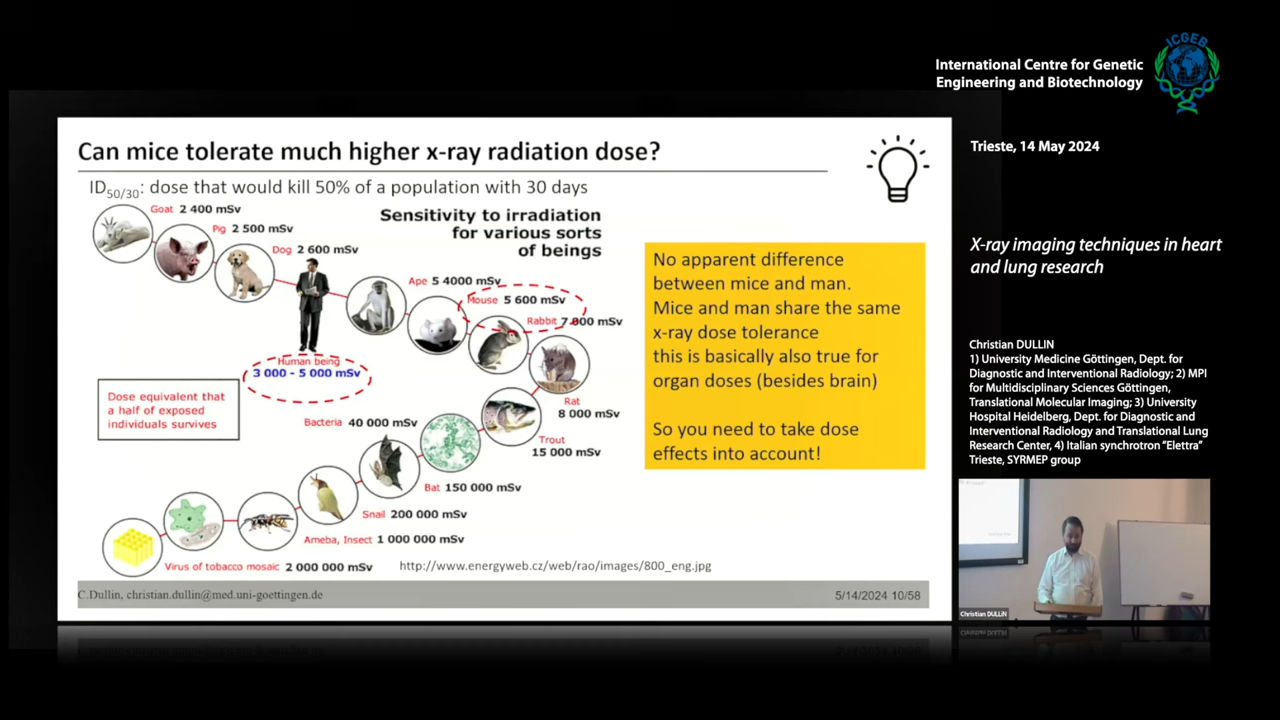 International Centre for Genetic
Engineering and Biotechnology
ICGEB
Trieste, 14 May 2024
X-ray imaging techniques in heart
and lung research
Christian DULLIN
1) University Medicine Göttingen, Dept. for
Diagnostic and Interventional Radiology; 2) MPI
for Multidisciplinary Sciences Göttingen,
Translational Molecular Imaging; 3) University
Hospital Heidelberg, Dept. for Diagnostic and
Interventional Radiology and Translational Lung
Research Center, 4) Italian synchrotron "Elettra"
Trieste, SYRMEP group
Christian DULLIN
Can mice tolerate much higher x-ray radiation dose?
ID50/30: dose that would kill 50% of a population with 30 days
Sensitivity to irradiation
for various sorts
of beings
Goat 2 400 mSv
Pig 2 500 mSv
Dog 2 600 mSv
Ape 5 4000 mSv
Mouse 5 600 mSv
Rabbit 7 800 mSv
Human being
3 000 - 5 000 mSv
Dose equivalent that
a half of exposed
individuals survives
Rat
8 000 mSv
Trout
15 000 mSv
Bacteria 40 000 mSv
Bat 150 000 mSv
Snail 200 000 mSv
Ameba, Insect 1 000 000 mSv
Virus of tobacco mosaic 2 000 000 mSv
No apparent difference
between mice and man.
Mice and man share the same
x-ray dose tolerance
this is basically also true for
organ doses (besides brain)
So you need to take dose
effects into account!
http://www.energyweb.cz/web/rao/images/800_eng.jpg
C.Dullin, christian.dullin@med.uni-goettingen.de
5/14/2024 10/58